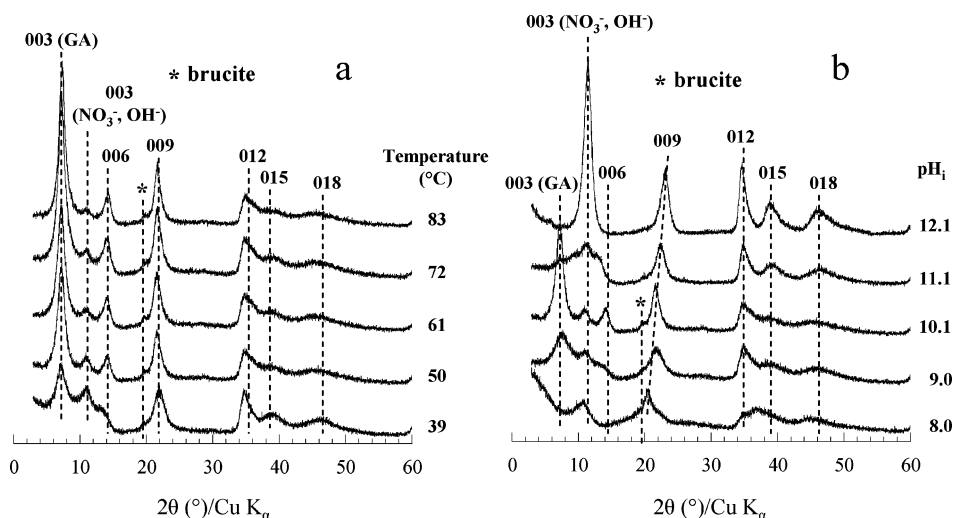 003 (GA)
a
* brucite
003
(NO₃⁻, OH⁻)
006
009
012
015
018
*
Temperature
(°C)
83
72
61
50
39
0
10
20
30
40
50
60
2θ (°)/Cu Kα
003 (NO₃⁻, OH⁻)
b
* brucite
003 (GA)
006
009
012
015
018
*
pHi
12.1
11.1
10.1
9.0
8.0
0
10
20
30
40
50
60
2θ (°)/Cu Kα